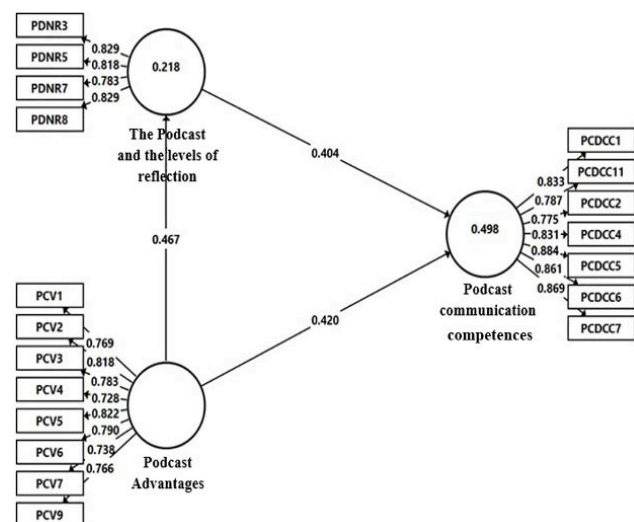 PDNR3
PDNR5
PDNR7
PDNR8
0.829
0.818
0.783
0.829
0.218
The Podcast
and the levels of
reflection
0.404
0.467
0.420
PCDCC1
PCDCC11
PCDCC2
PCDCC4
PCDCC5
PCDCC6
PCDCC7
0.833
0.787
0.775
0.831
0.884
0.861
0.869
0.498
Podcast
communication
competences
PCV1
PCV2
PCV3
PCV4
PCV5
PCV6
PCV7
PCV9
0.769
0.818
0.783
0.728
0.822
0.790
0.738
0.766
Podcast
Advantages